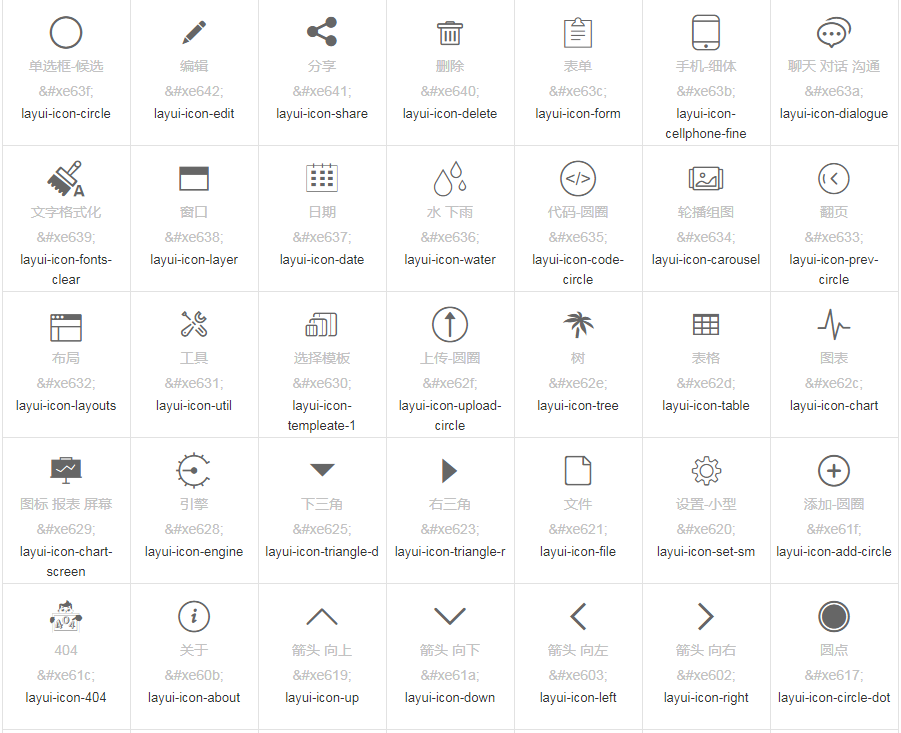 单选框-候选
&#xe63f;
layui-icon-circle
编辑
&#xe642;
layui-icon-edit
分享
&#xe641;
layui-icon-share
删除
&#xe640;
layui-icon-delete
表单
&#xe63c;
layui-icon-form
手机-细体
&#xe63b;
layui-icon-
cellphone-fine
聊天 对话 沟通
&#xe63a;
layui-icon-dialogue
A
文字格式化
&#xe639;
layui-icon-fonts-
clear
窗口
&#xe638;
layui-icon-layer
日期
&#xe637;
layui-icon-date
水 下雨
&#xe636;
layui-icon-water
</>
代码-圆圈
&#xe635;
layui-icon-code-
circle
轮播组图
&#xe634;
layui-icon-carousel
翻页
&#xe633;
layui-icon-prev-
circle
布局
&#xe632;
layui-icon-layouts
工具
&#xe631;
layui-icon-util
选择模板
&#xe630;
layui-icon-
templeate-1
上传-圆圈
&#xe62f;
layui-icon-upload-
circle
树
&#xe62e;
layui-icon-tree
表格
&#xe62d;
layui-icon-table
图表
&#xe62c;
layui-icon-chart
图标 报表 屏幕
&#xe629;
layui-icon-chart-
screen
引擎
&#xe628;
layui-icon-engine
下三角
&#xe625;
layui-icon-triangle-d
右三角
&#xe623;
layui-icon-triangle-r
文件
&#xe621;
layui-icon-file
设置-小型
&#xe620;
layui-icon-set-sm
添加-圆圈
&#xe61f;
layui-icon-add-circle
404
404
&#xe61c;
layui-icon-404
i
关于
&#xe60b;
layui-icon-about
箭头 向上
&#xe619;
layui-icon-up
箭头 向下
&#xe61a;
layui-icon-down
箭头 向左
&#xe603;
layui-icon-left
箭头 向右
&#xe602;
layui-icon-right
圆点
&#xe617;
layui-icon-circle-dot